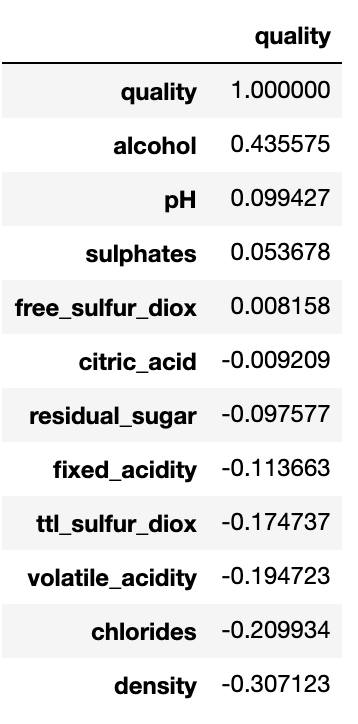 quality
quality 1.000000
alcohol 0.435575
pH 0.099427
sulphates 0.053678
free_sulfur_diox 0.008158
citric_acid -0.009209
residual_sugar -0.097577
fixed_acidity -0.113663
ttl_sulfur_diox -0.174737
volatile_acidity -0.194723
chlorides -0.209934
density -0.307123